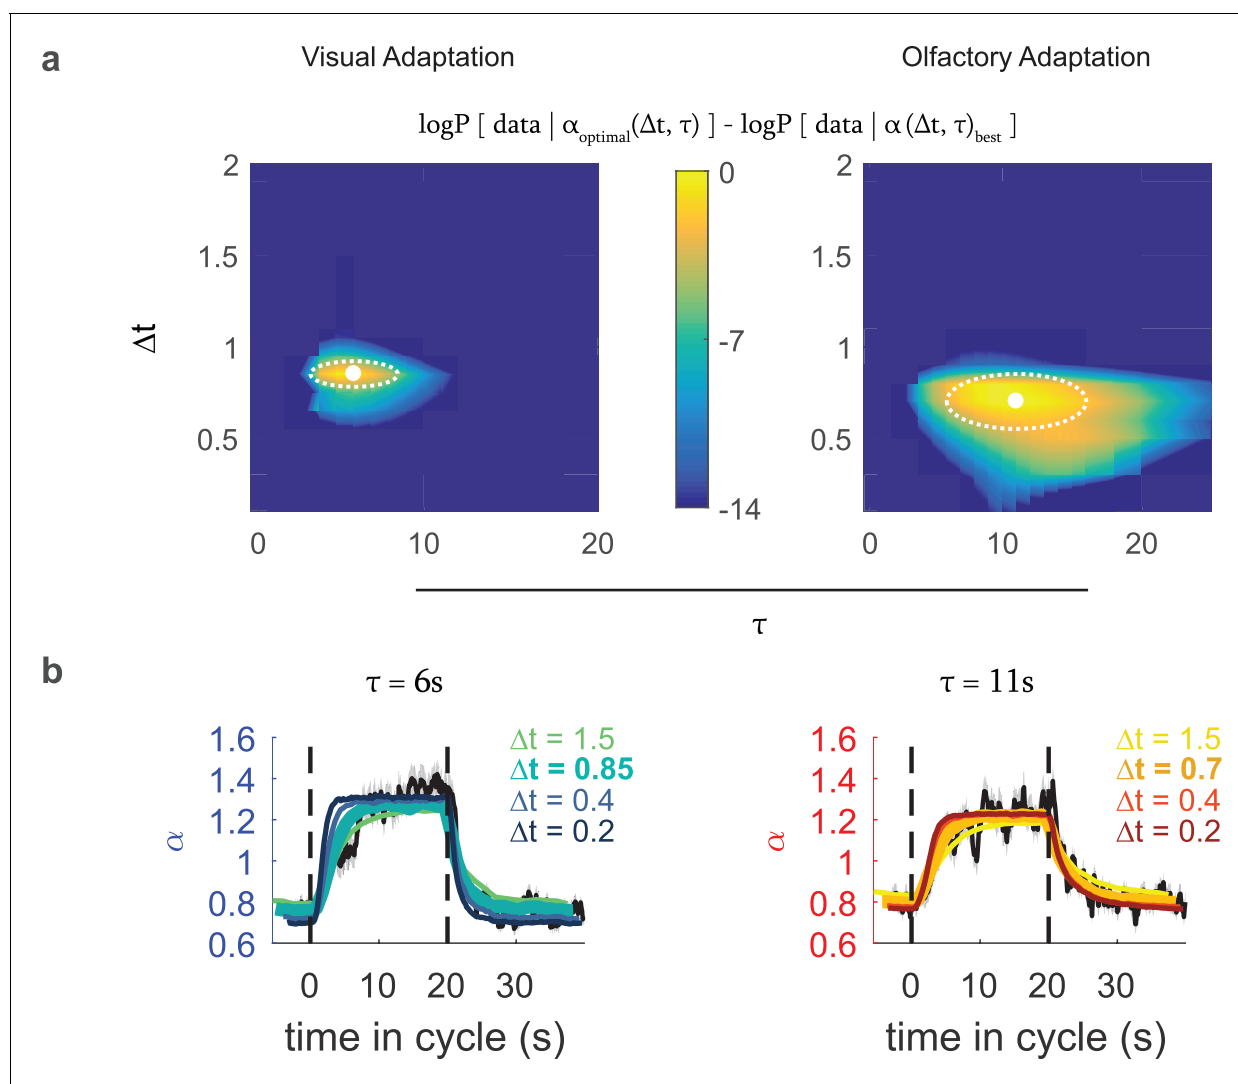 a
Visual Adaptation
Olfactory Adaptation
logP [ data | α_optimal(Δt, τ) ] - logP [ data | α (Δt, τ)_best ]
Δt
2
1.5
1
0.5
0 10 20
0
-7
-14
2
1.5
1
0.5
0 10 20
τ
b
τ = 6s
α
1.6
1.4
1.2
1
0.8
0.6
Δt = 1.5
Δt = 0.85
Δt = 0.4
Δt = 0.2
0 10 20 30
time in cycle (s)
τ = 11s
α
1.6
1.4
1.2
1
0.8
0.6
Δt = 1.5
Δt = 0.7
Δt = 0.4
Δt = 0.2
0 10 20 30
time in cycle (s)